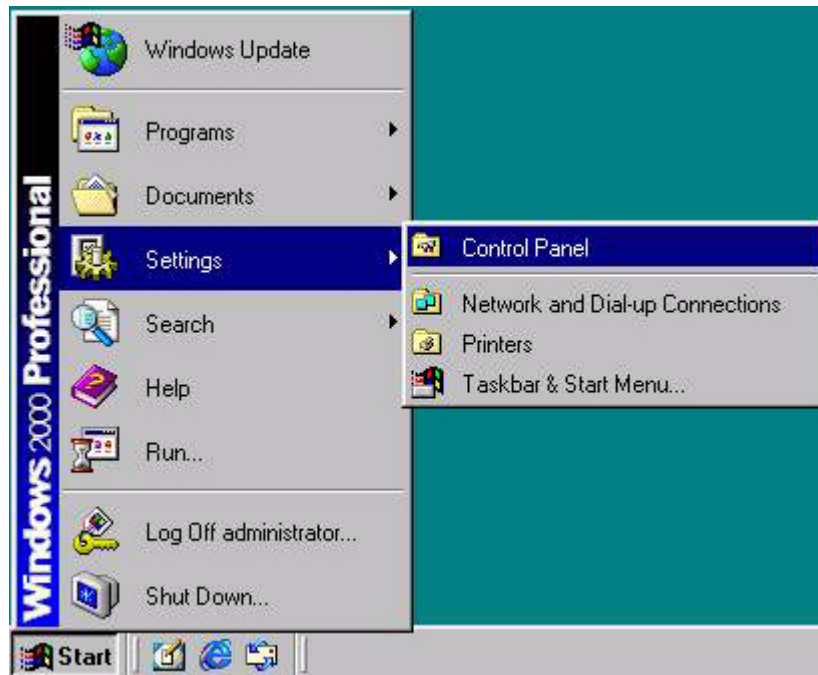 Windows Update
Programs
Documents
Settings
Search
Help
Run...
Log Off administrator...
Shut Down...
Windows 2000 Professional
Control Panel
Network and Dial-up Connections
Printers
Taskbar & Start Menu...
Start